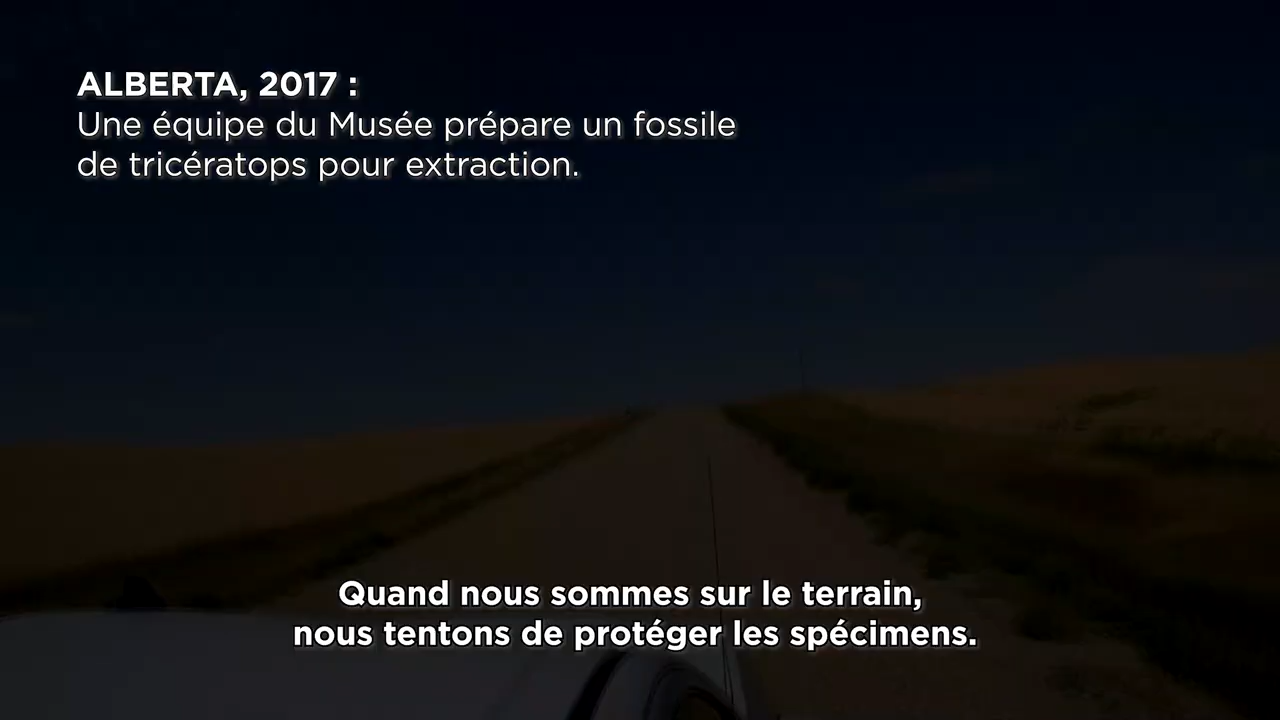 ALBERTA, 2017 :
Une équipe du Musée prépare un fossile
de tricératops pour extraction.
Quand nous sommes sur le terrain,
nous tentons de protéger les spécimens.